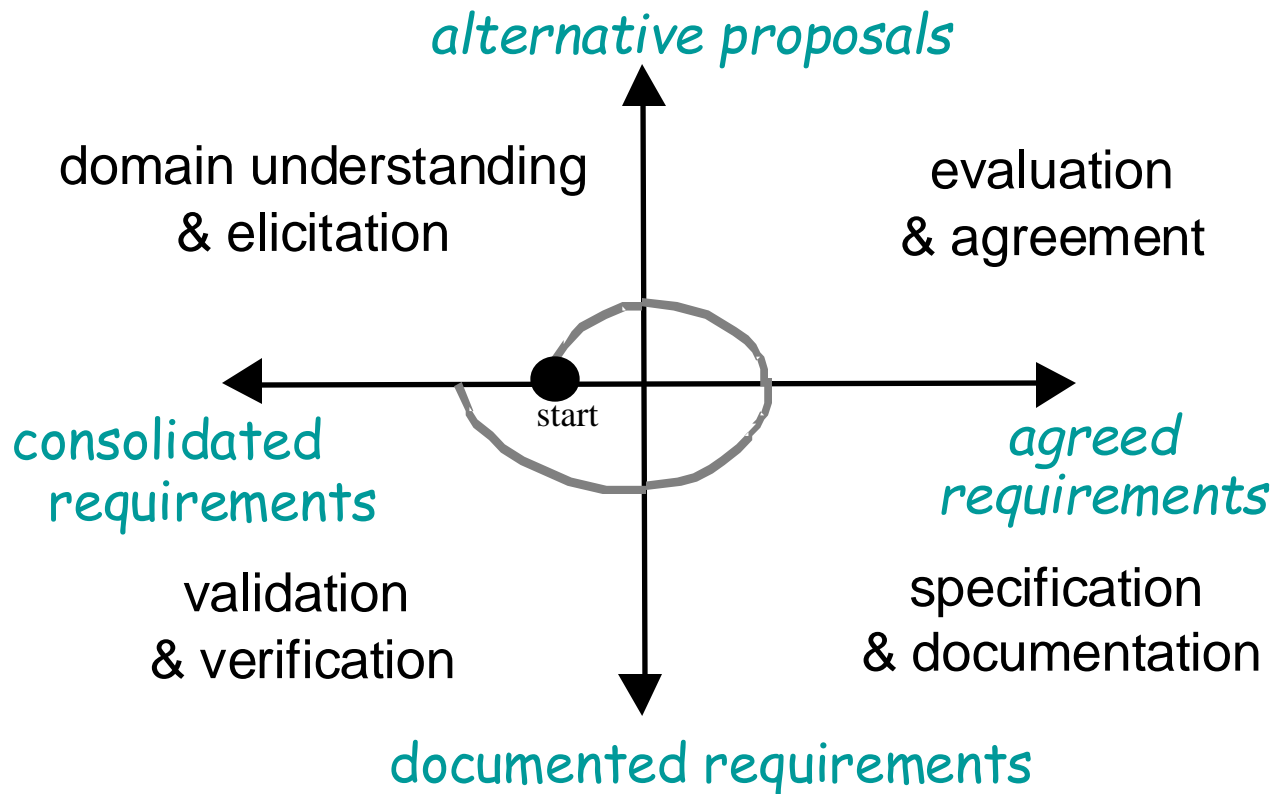 alternative proposals
domain understanding
& elicitation
evaluation
& agreement
start
consolidated
requirements
agreed
requirements
validation
& verification
specification
& documentation
documented requirements